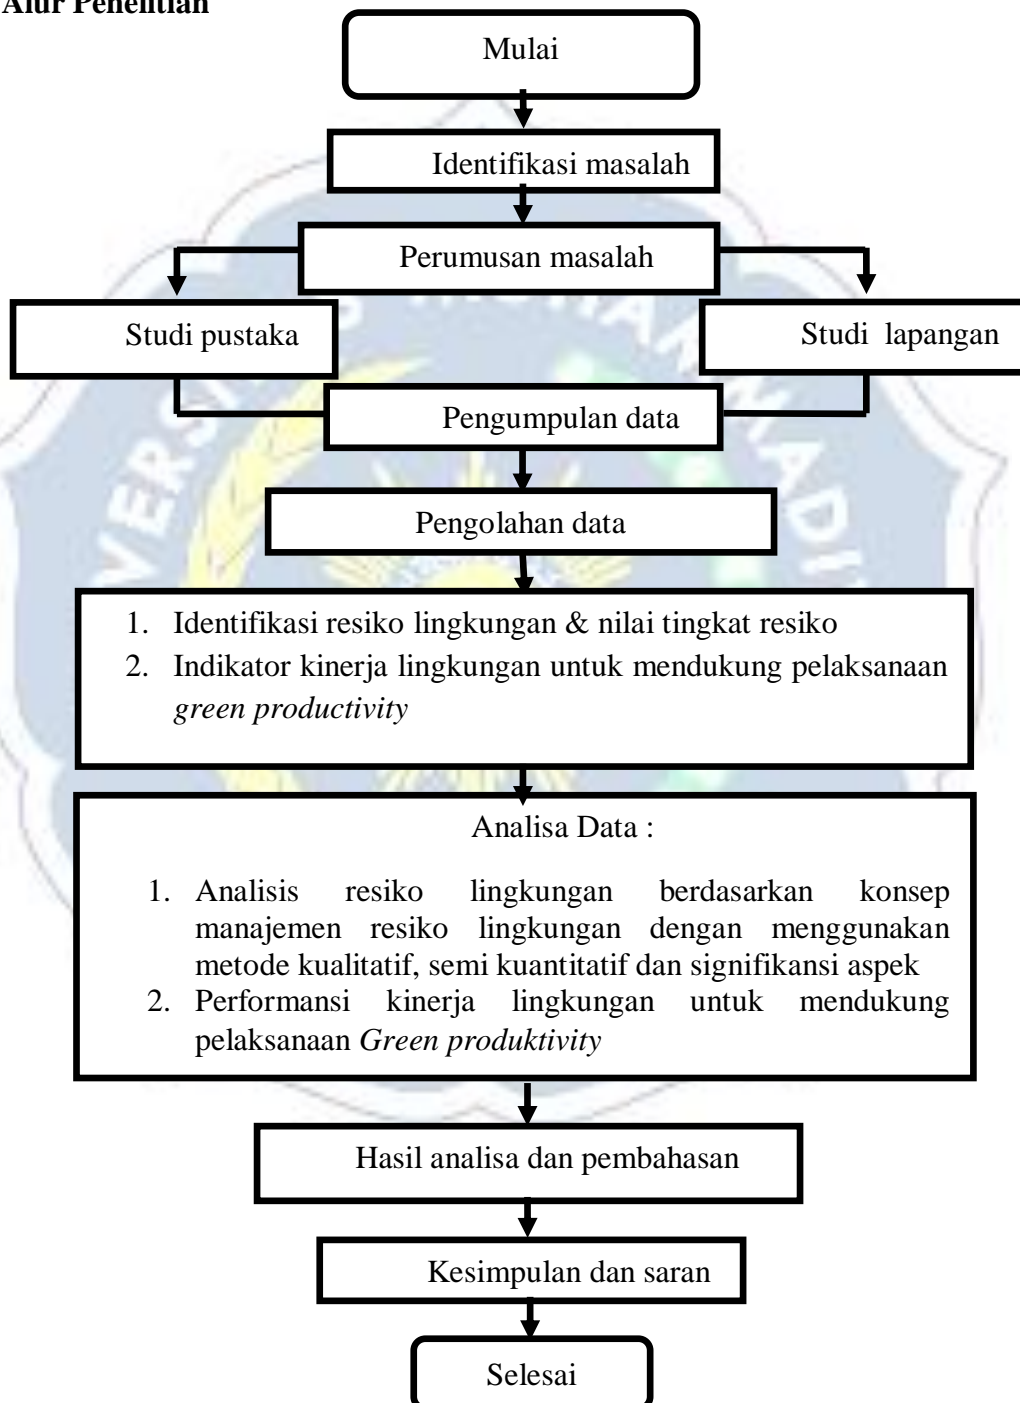 Alur Penelitian
Mulai
Identifikasi masalah
Perumusan masalah
Studi pustaka
Studi lapangan
Pengumpulan data
Pengolahan data
1. Identifikasi resiko lingkungan & nilai tingkat resiko
2. Indikator kinerja lingkungan untuk mendukung pelaksanaan
green productivity
Analisa Data :
1. Analisis resiko lingkungan berdasarkan konsep
manajemen resiko lingkungan dengan menggunakan
metode kualitatif, semi kuantitatif dan signifikansi aspek
2. Performansi kinerja lingkungan untuk mendukung
pelaksanaan Green produktivity
Hasil analisa dan pembahasan
Kesimpulan dan saran
Selesai